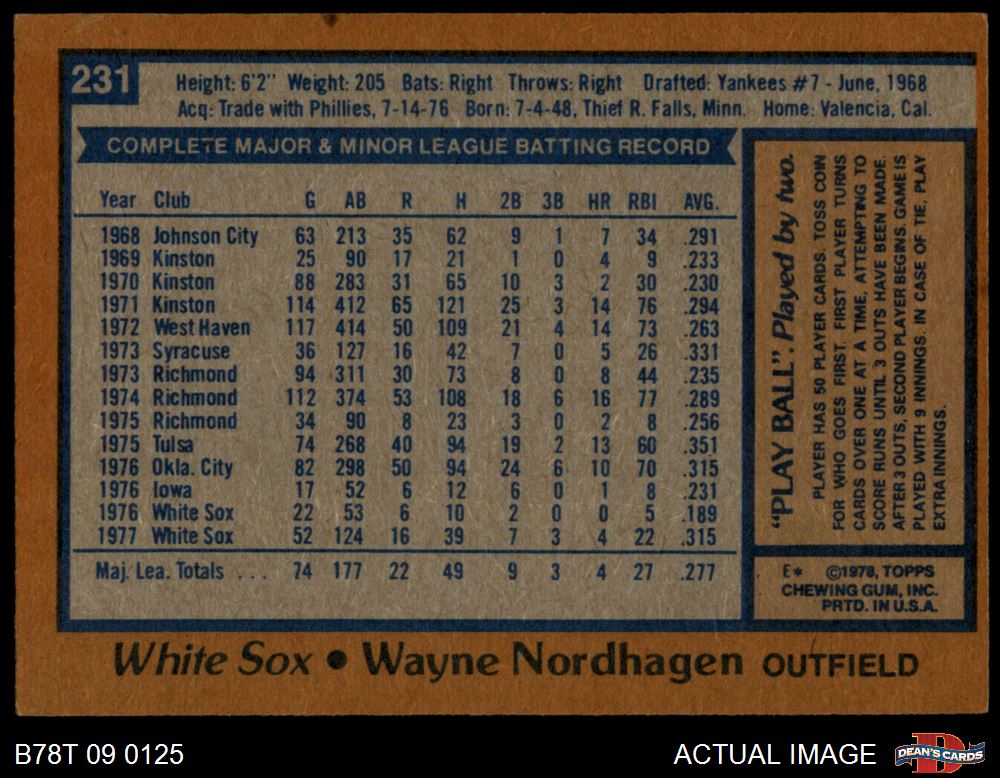 231
Height: 6'2" Weight: 205 Bats: Right Throws: Right Drafted: Yankees #7 - June, 1968
Acq: Trade with Phillies, 7-14-76 Born: 7-4-48, Thief R. Falls, Minn. Home: Valencia, Cal.
COMPLETE MAJOR & MINOR LEAGUE BATTING RECORD
Year Club G AB R H 2B 3B HR RBI AVG.
1968 Johnson City 63 213 35 62 9 1 7 34 .291
1969 Kinston 25 90 17 21 1 0 4 9 .233
1970 Kinston 88 283 31 65 10 3 2 30 .230
1971 Kinston 114 412 65 121 25 3 14 76 .294
1972 West Haven 117 414 50 109 21 4 14 73 .263
1973 Syracuse 36 127 16 42 7 0 5 26 .331
1973 Richmond 94 311 30 73 8 0 8 44 .235
1974 Richmond 112 374 53 108 18 6 16 77 .289
1975 Richmond 34 90 8 23 3 0 2 8 .256
1975 Tulsa 74 268 40 94 19 2 13 60 .351
1976 Okla. City 82 298 50 94 24 6 10 70 .315
1976 Iowa 17 52 6 12 6 0 1 8 .231
1976 White Sox 22 53 6 10 2 0 0 5 .189
1977 White Sox 52 124 16 39 7 3 4 22 .315
Maj. Lea. Totals ... 74 177 22 49 9 3 4 27 .277
"PLAY BALL". Played by two.
PLAYER HAS 50 PLAYER CARDS. TOSS COIN
FOR WHO GOES FIRST. FIRST PLAYER TURNS
CARDS OVER ONE AT A TIME, ATTEMPTING TO
SCORE RUNS UNTIL 3 OUTS HAVE BEEN MADE.
AFTER 3 OUTS, SECOND PLAYER BEGINS. GAME IS
PLAYED WITH 9 INNINGS. IN CASE OF TIE, PLAY
EXTRA INNINGS.
E* ©1978, TOPPS
CHEWING GUM, INC.
PRTD. IN U.S.A.
White Sox • Wayne Nordhagen OUTFIELD
B78T 09 0125
ACTUAL IMAGE
DEAN'S CARDS